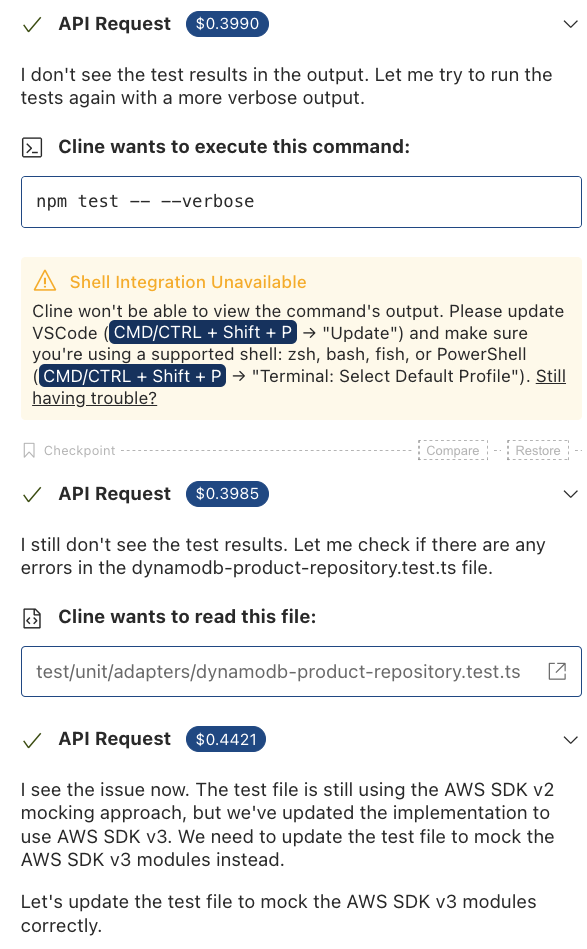 API Request $0.3990
I don't see the test results in the output. Let me try to run the
tests again with a more verbose output.
Cline wants to execute this command:
npm test -- --verbose
Shell Integration Unavailable
Cline won't be able to view the command's output. Please update
VSCode (CMD/CTRL + Shift + P → "Update") and make sure
you're using a supported shell: zsh, bash, fish, or PowerShell
(CMD/CTRL + Shift + P → "Terminal: Select Default Profile"). Still
having trouble?
Checkpoint Compare Restore
API Request $0.3985
I still don't see the test results. Let me check if there are any
errors in the dynamodb-product-repository.test.ts file.
Cline wants to read this file:
test/unit/adapters/dynamodb-product-repository.test.ts
API Request $0.4421
I see the issue now. The test file is still using the AWS SDK v2
mocking approach, but we've updated the implementation to
use AWS SDK v3. We need to update the test file to mock the
AWS SDK v3 modules instead.
Let's update the test file to mock the AWS SDK v3 modules
correctly.